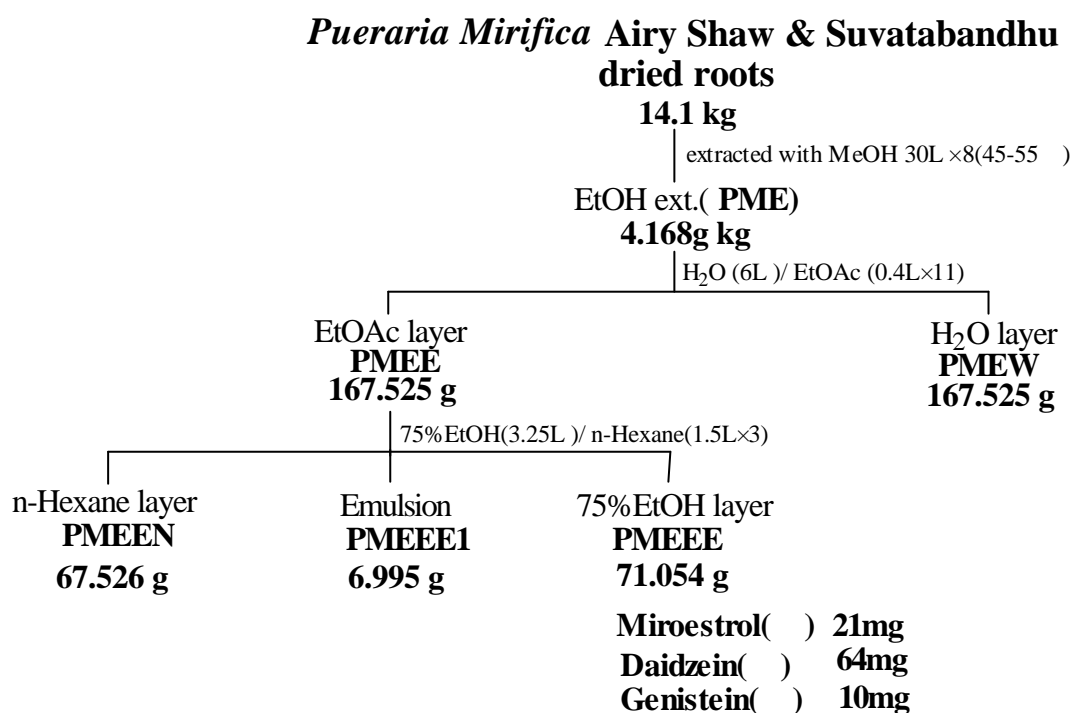 Pueraria Mirifica Airy Shaw & Suvatabandhu
dried roots
14.1 kg
extracted with MeOH 30L ×8(45-55 )
EtOH ext.( PME)
4.168g kg
H2O (6L )/ EtOAc (0.4L×11)
EtOAc layer
PMEE
167.525 g
H2O layer
PMEW
167.525 g
75%EtOH(3.25L )/ n-Hexane(1.5L×3)
n-Hexane layer
PMEEN
67.526 g
Emulsion
PMEEE1
6.995 g
75%EtOH layer
PMEEE
71.054 g
Miroestrol( ) 21mg
Daidzein( ) 64mg
Genistein( ) 10mg